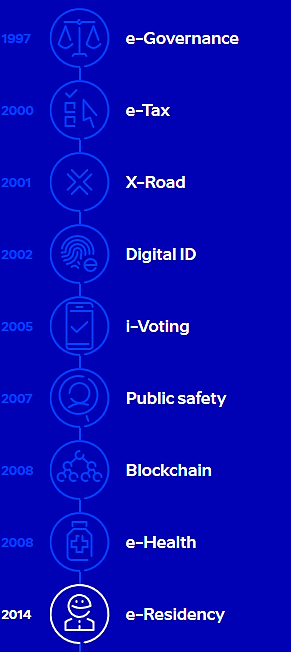 1997 e-Governance
2000 e-Tax
2001 X-Road
2002 Digital ID
2005 i-Voting
2007 Public safety
2008 Blockchain
2008 e-Health
2014 e-Residency